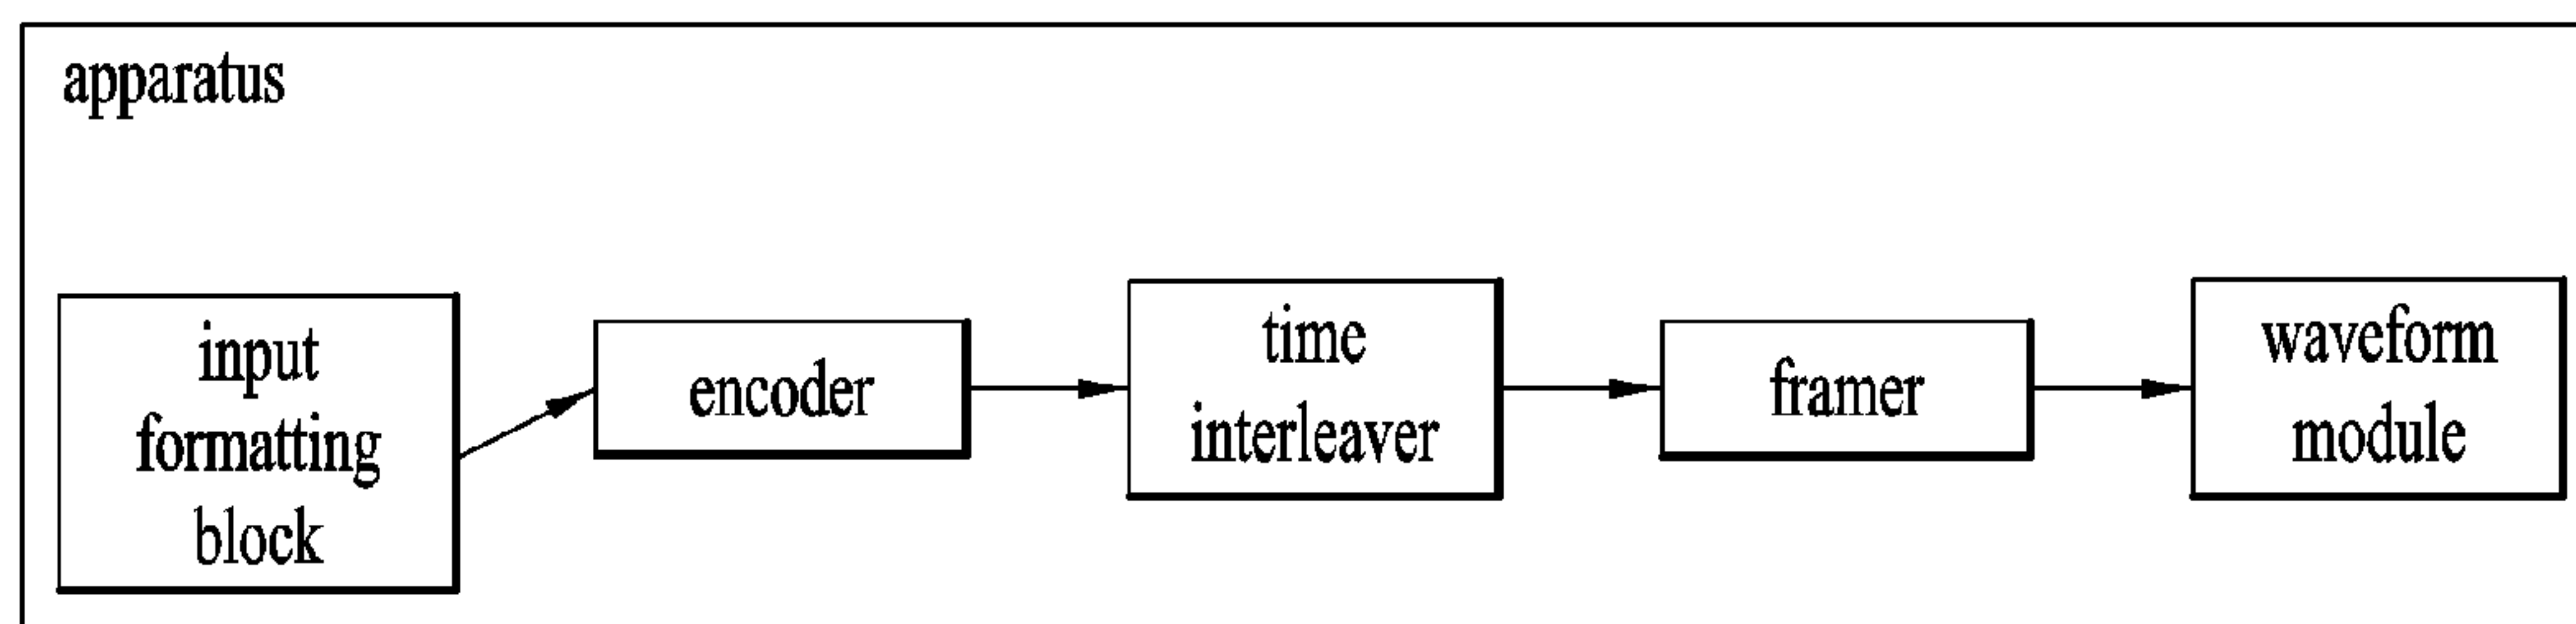 apparatus
input
formatting
block
encoder
time
interleaver
framer
waveform
module